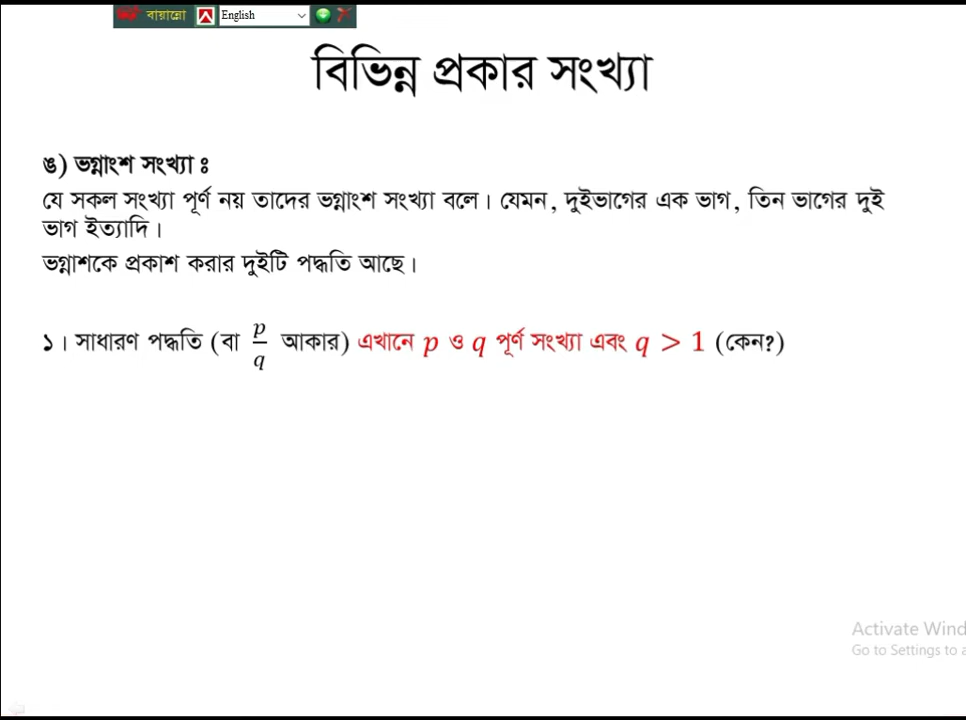 বায়ান্নো English
বিভিন্ন প্রকার সংখ্যা
ঙ) ভগ্নাংশ সংখ্যা ঃ
যে সকল সংখ্যা পূর্ণ নয় তাদের ভগ্নাংশ সংখ্যা বলে। যেমন, দুইভাগের এক ভাগ, তিন ভাগের দুই
ভাগ ইত্যাদি।
ভগ্নাশকে প্রকাশ করার দুইটি পদ্ধতি আছে।
১। সাধারণ পদ্ধতি (বা p/q আকার) এখানে p ও q পূর্ণ সংখ্যা এবং q > 1 (কেন?)
Activate Wind
Go to Settings to a